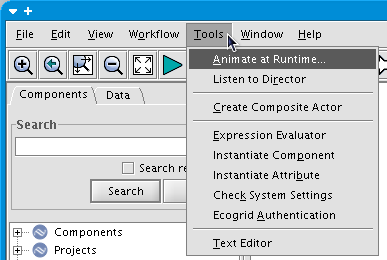 File Edit View Workflow Tools Window Help
Animate at Runtime...
Listen to Director
Create Composite Actor
Expression Evaluator
Instantiate Component
Instantiate Attribute
Check System Settings
Ecogrid Authentication
Text Editor
Components Data
Search
Search
Search
Components
Projects